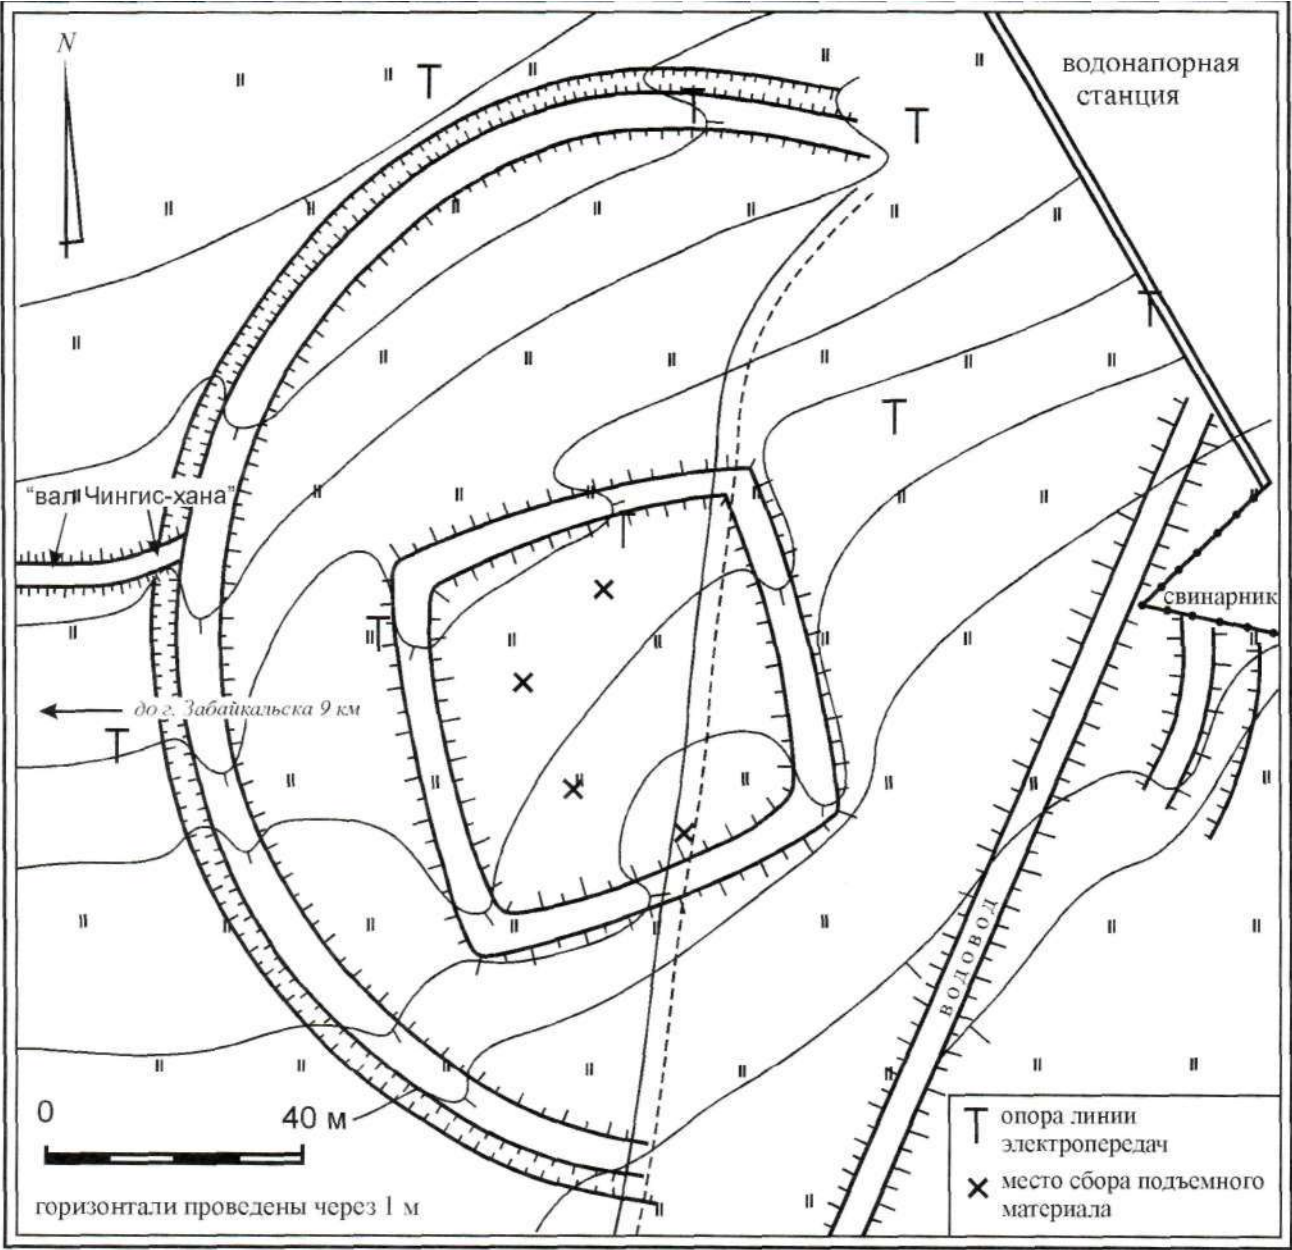 N
водонапорная
станция
"вал Чингис-хана"
свинарник
до г. Забайкальска 9 км
ВОДОВОД
0 40 м
горизонтали проведены через 1 м
опора линии
электропередач
место сбора подъемного
материала